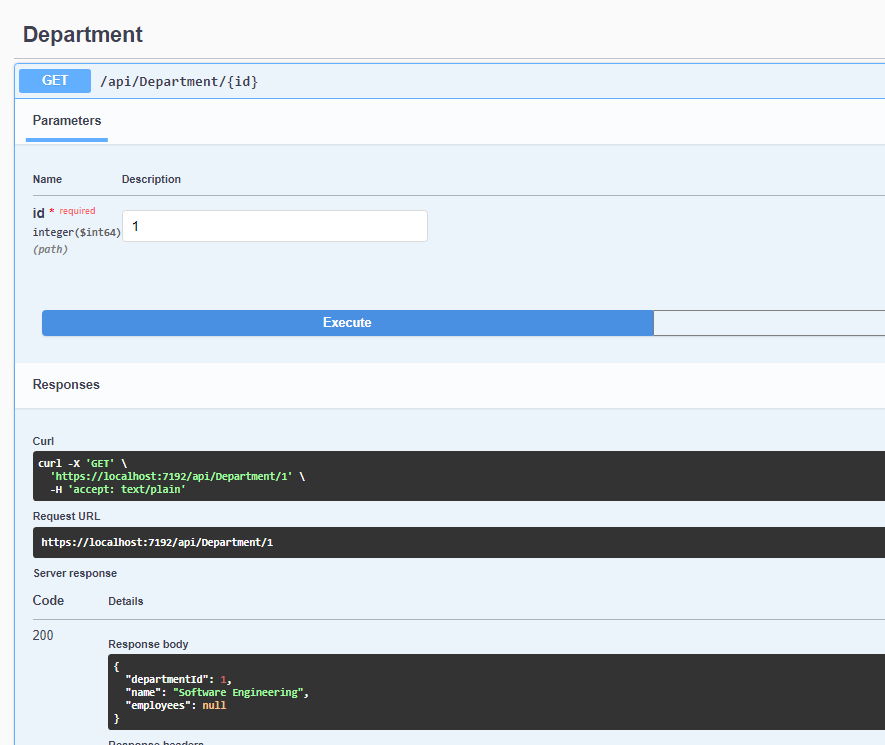 Department
GET /api/Department/{id}
Parameters
Name Description
id * required
integer($int64)
(path)
1
Execute
Responses
Curl
curl -X 'GET' \
'https://localhost:7192/api/Department/1' \
-H 'accept: text/plain'
Request URL
https://localhost:7192/api/Department/1
Server response
Code Details
200
Response body
{
"departmentId": 1,
"name": "Software Engineering",
"employees": null
}
Response headers